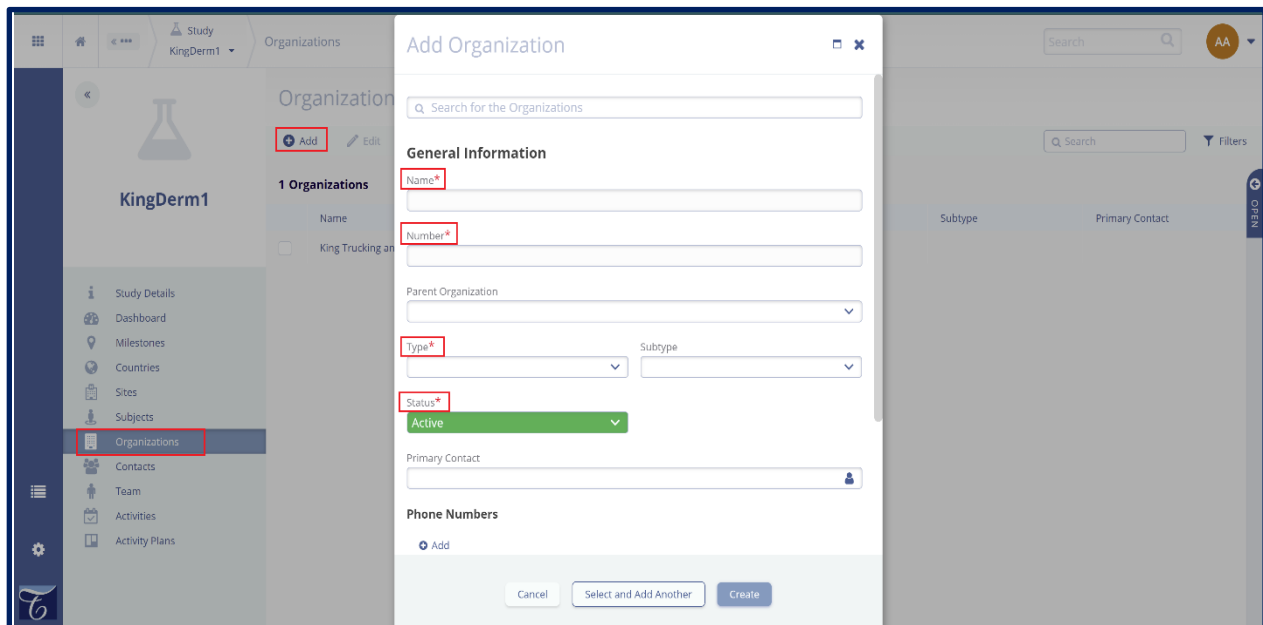 Study
KingDerm1
Organizations
Search
AA
Add Organization
Search for the Organizations
Organization
Add
Edit
Search
Filters
General Information
Name*
Number*
Parent Organization
Type*
Subtype
Status*
Active
Primary Contact
Phone Numbers
Add
Cancel
Select and Add Another
Create
1 Organizations
Name
Subtype
Primary Contact
King Trucking an
OPEN
KingDerm1
Study Details
Dashboard
Milestones
Countries
Sites
Subjects
Organizations
Contacts
Team
Activities
Activity Plans